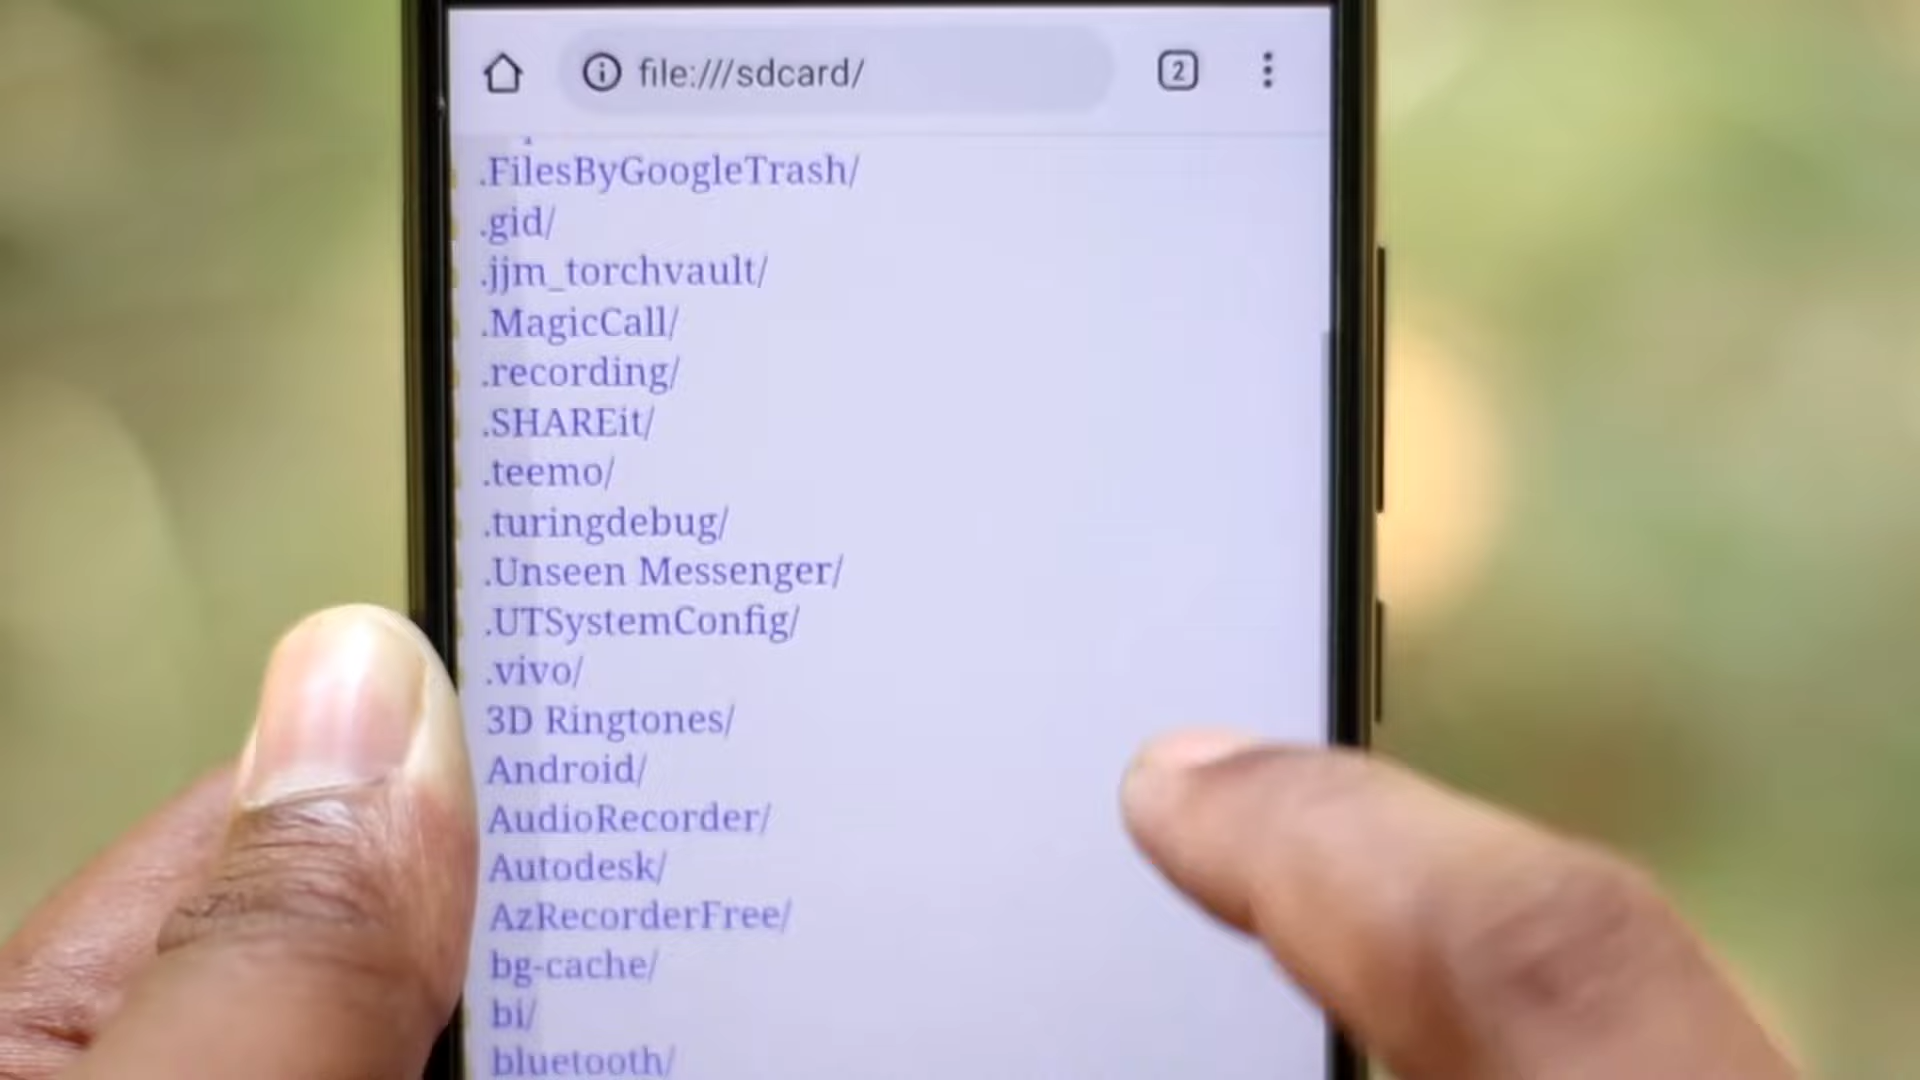 file:///sdcard/
2
.FilesByGoogleTrash/
.gid/
.jjm_torchvault/
.MagicCall/
.recording/
.SHAREit/
.teemo/
.turingdebug/
.Unseen Messenger/
.UTSystemConfig/
.vivo/
3D Ringtones/
Android/
AudioRecorder/
Autodesk/
AzRecorderFree/
bg-cache/
bi/
bluetooth/